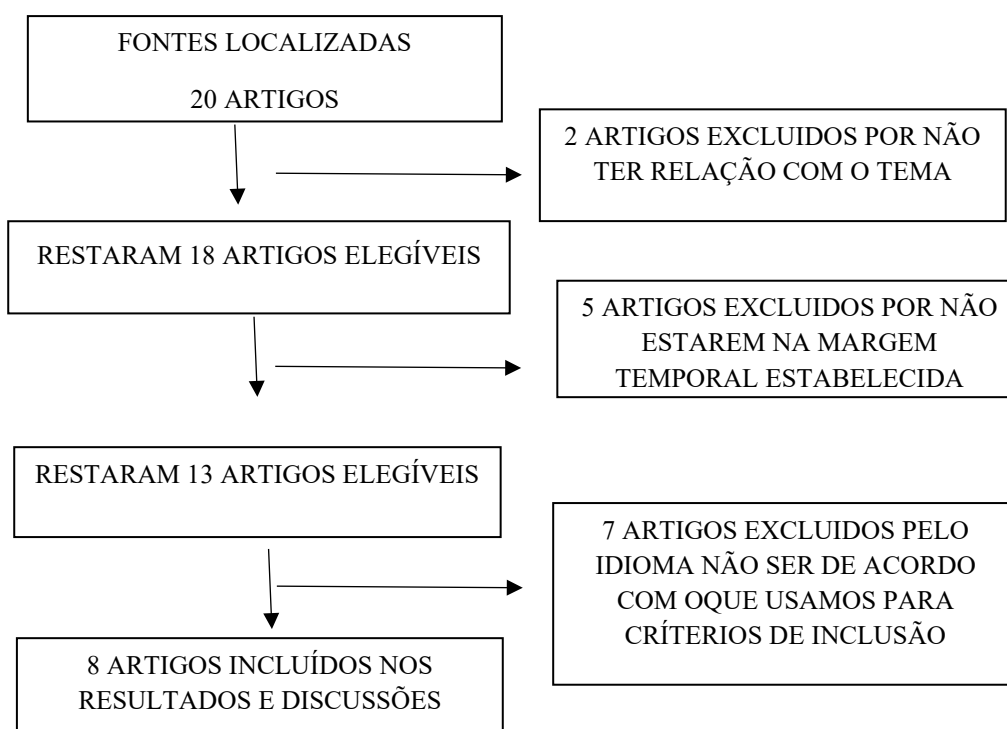 FONTES LOCALIZADAS
20 ARTIGOS
2 ARTIGOS EXCLUIDOS POR NÃO
TER RELAÇÃO COM O TEMA
RESTARAM 18 ARTIGOS ELEGÍVEIS
5 ARTIGOS EXCLUIDOS POR NÃO
ESTAREM NA MARGEM
TEMPORAL ESTABELECIDA
RESTARAM 13 ARTIGOS ELEGÍVEIS
7 ARTIGOS EXCLUIDOS PELO
IDIOMA NÃO SER DE ACORDO
COM OQUE USAMOS PARA
CRÍTERIOS DE INCLUSÃO
8 ARTIGOS INCLUÍDOS NOS
RESULTADOS E DISCUSSÕES